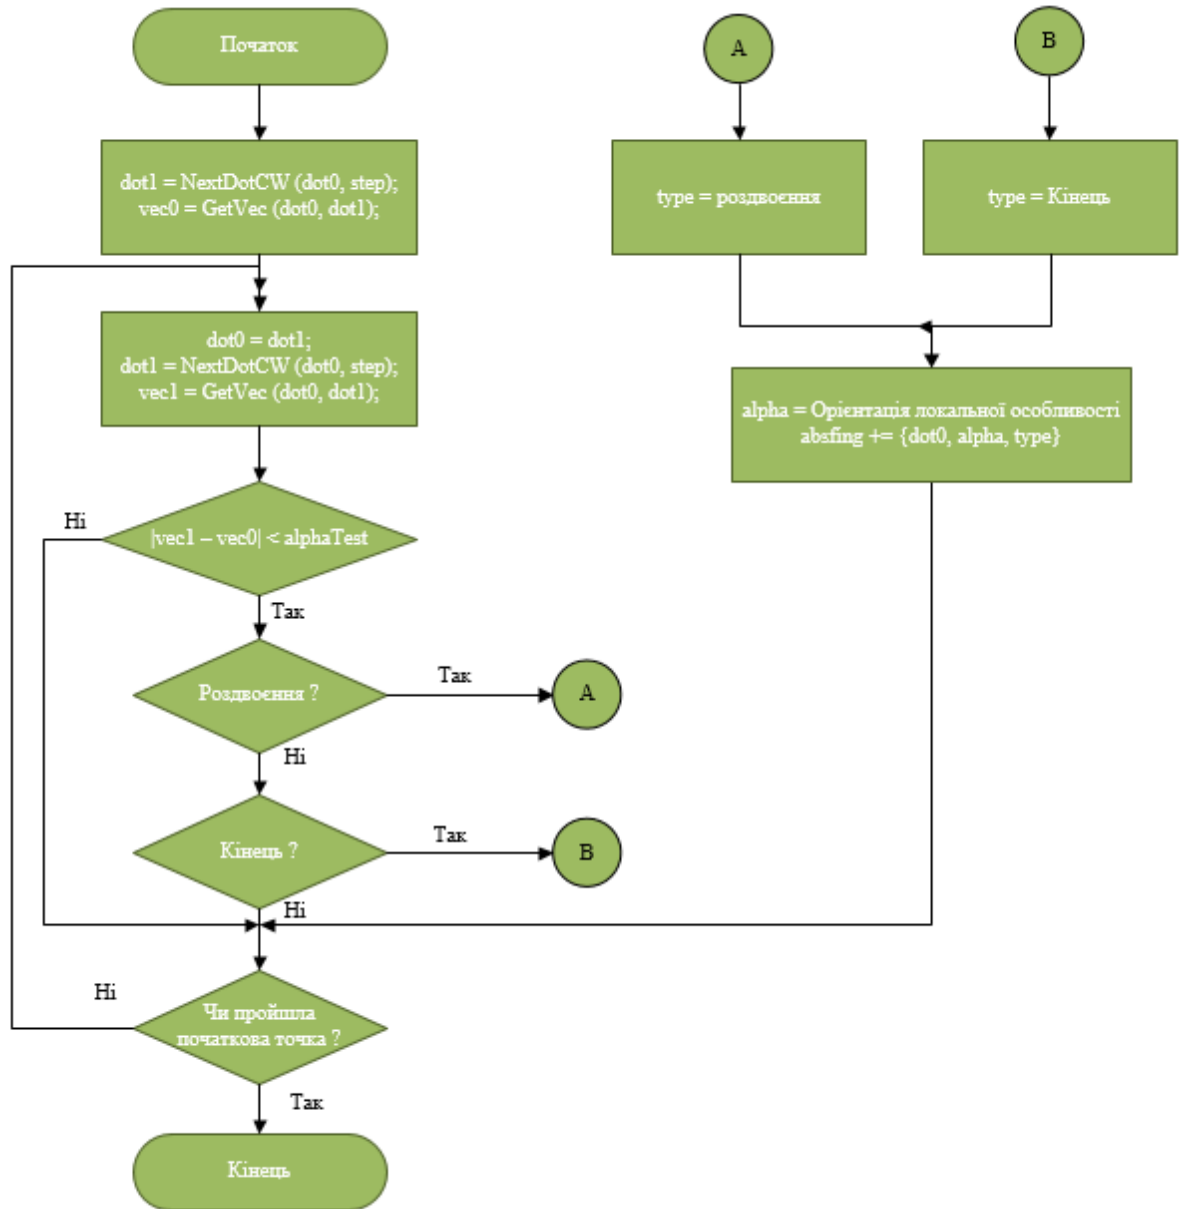 Початок
dot1 = NextDotCW (dot0, step);
vec0 = GetVec (dot0, dot1);
dot0 = dot1;
dot1 = NextDotCW (dot0, step);
vec1 = GetVec (dot0, dot1);
|vec1 – vec0| < alphaTest
Ні
Так
Роздвоєння ?
Так
A
Ні
Кінець ?
Так
B
Ні
Чи пройшла
початкова точка ?
Ні
Так
Кінець
A
type = роздвоєння
B
type = Кінець
alpha = Орієнтація локальної особливості
absfing += {dot0, alpha, type}